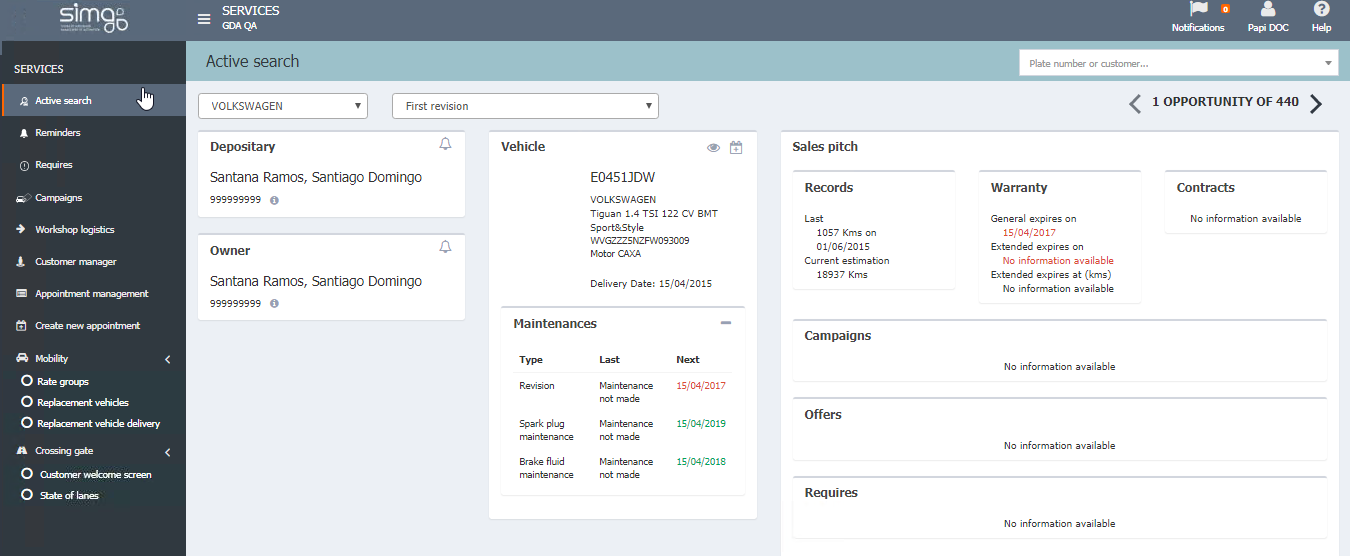 simgo
SERVICES
GDA QA
Notifications
0
Papi DOC
Help
SERVICES
Active search
Reminders
Requires
Campaigns
Workshop logistics
Customer manager
Appointment management
Create new appointment
Mobility
Rate groups
Replacement vehicles
Replacement vehicle delivery
Crossing gate
Customer welcome screen
State of lanes
Active search
Plate number or customer...
VOLKSWAGEN
First revision
1 OPPORTUNITY OF 440
Depositary
Santana Ramos, Santiago Domingo
999999999
Owner
Santana Ramos, Santiago Domingo
999999999
Vehicle
E0451JDW
VOLKSWAGEN
Tiguan 1.4 TSI 122 CV BMT
Sport&Style
WVGZZZ5NZFW093009
Motor CAXA
Delivery Date: 15/04/2015
Maintenances
Type Last Next
Revision Maintenance 15/04/2017
not made
Spark plug Maintenance 15/04/2019
maintenance not made
Brake fluid Maintenance 15/04/2018
maintenance not made
Sales pitch
Records
Last
1057 Kms on
01/06/2015
Current estimation
18937 Kms
Warranty
General expires on
15/04/2017
Extended expires on
No information available
Extended expires at (kms)
No information available
Contracts
No information available
Campaigns
No information available
Offers
No information available
Requires
No information available